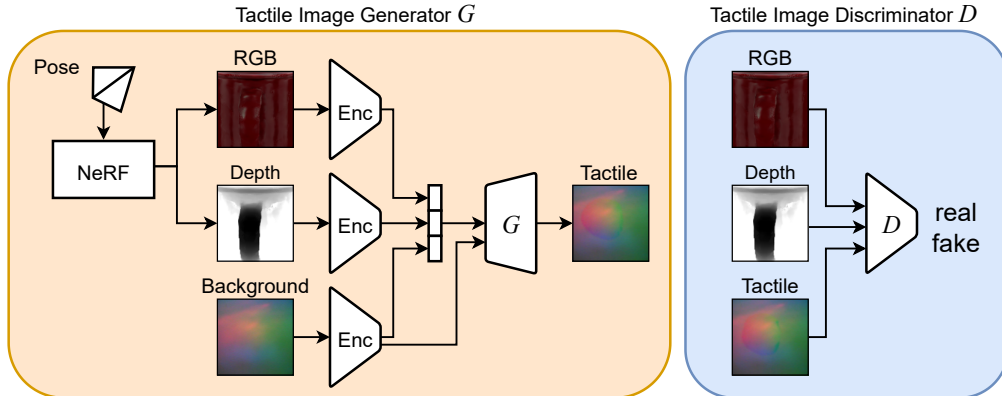 Tactile Image Generator G
Pose
NeRF
RGB
Enc
Depth
Enc
Background
Enc
G
Tactile
Tactile Image Discriminator D
RGB
Depth
Tactile
D
real
fake